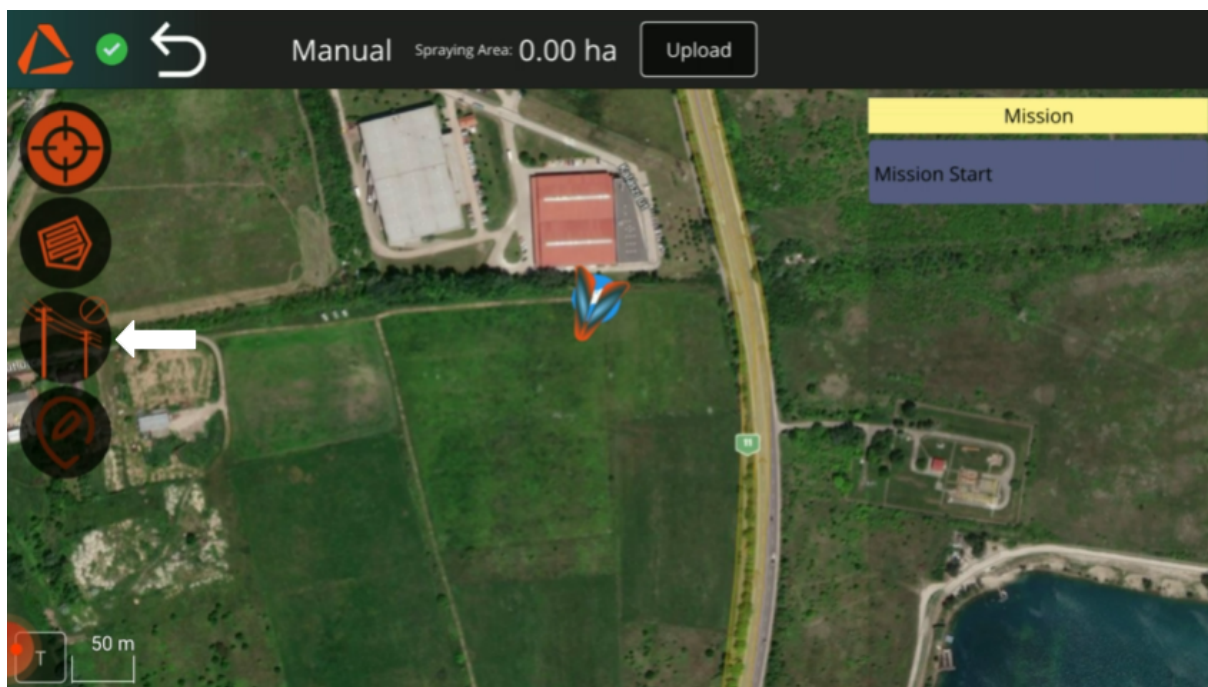 Manual
Spraying Area: 0.00 ha
Upload
Mission
Mission Start
11
T
50 m